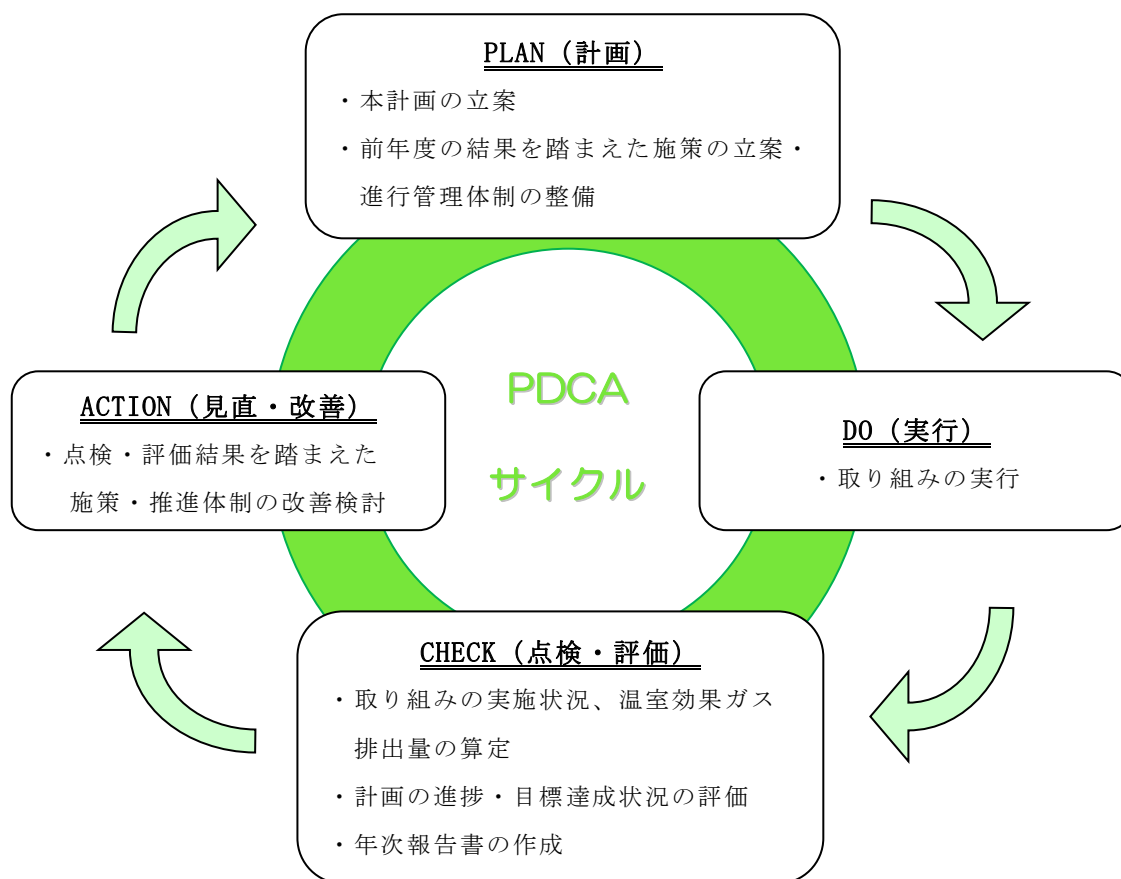 PLAN（計画）
・本計画の立案
・前年度の結果を踏まえた施策の立案・
進行管理体制の整備
PDCA
サイクル
ACTION（見直・改善）
・点検・評価結果を踏まえた
施策・推進体制の改善検討
DO（実行）
・取り組みの実行
CHECK（点検・評価）
・取り組みの実施状況、温室効果ガス
排出量の算定
・計画の進捗・目標達成状況の評価
・年次報告書の作成